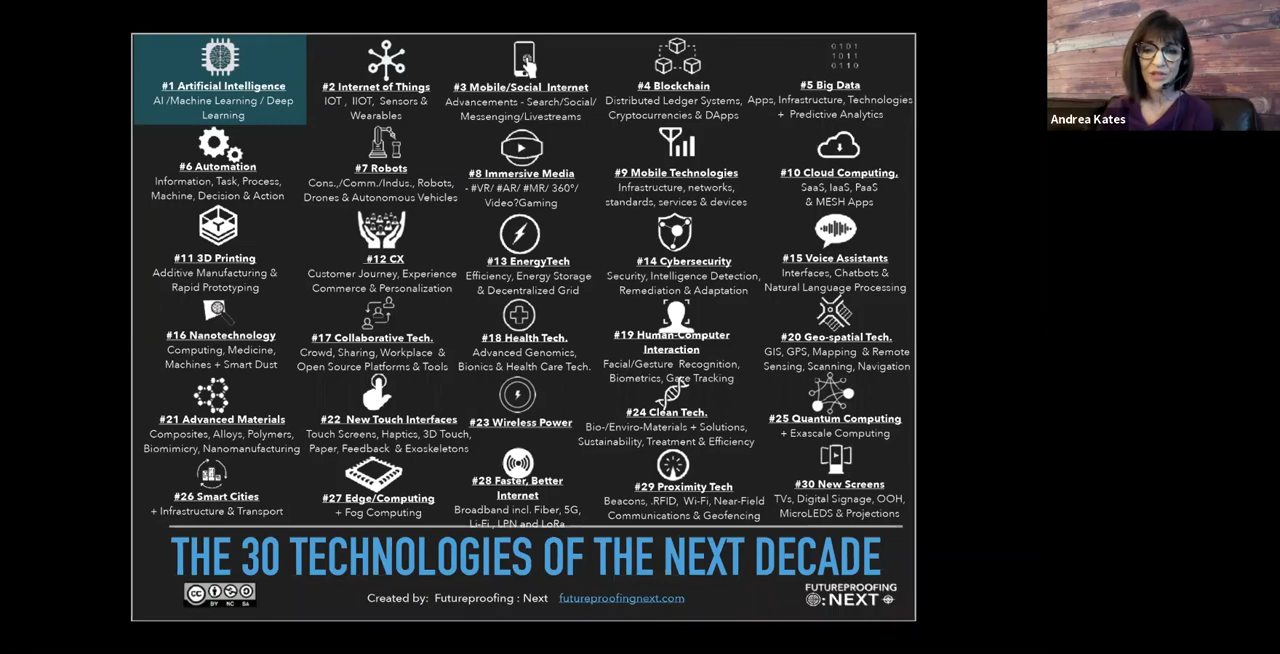 #1 Artificial Intelligence
AI /Machine Learning / Deep
Learning
#2 Internet of Things
IOT , IIOT, Sensors &
Wearables
#3 Mobile/Social Internet
Advancements - Search/Social/
Messenging/Livestreams
#4 Blockchain
Distributed Ledger Systems,
Cryptocurrencies & DApps
0101
1011
0110
#5 Big Data
Apps, Infrastructure, Technologies
+ Predictive Analytics
#6 Automation
Information, Task, Process,
Machine, Decision & Action
#7 Robots
Cons.,/Comm./Indus., Robots,
Drones & Autonomous Vehicles
#8 Immersive Media
- #VR/ #AR/ #MR/ 360°/
Video?Gaming
#9 Mobile Technologies
Infrastructure, networks,
standards, services & devices
#10 Cloud Computing,
SaaS, IaaS, PaaS
& MESH Apps
#11 3D Printing
Additive Manufacturing &
Rapid Prototyping
#12 CX
Customer Journey, Experience
Commerce & Personalization
#13 EnergyTech
Efficiency, Energy Storage
& Decentralized Grid
#14 Cybersecurity
Security, Intelligence Detection,
Remediation & Adaptation
#15 Voice Assistants
Interfaces, Chatbots &
Natural Language Processing
#16 Nanotechnology
Computing, Medicine,
Machines + Smart Dust
#17 Collaborative Tech.
Crowd, Sharing, Workplace &
Open Source Platforms & Tools
#18 Health Tech.
Advanced Genomics,
Bionics & Health Care Tech.
#19 Human-Computer
Interaction
Facial/Gesture Recognition,
Biometrics, Gaze Tracking
#20 Geo-spatial Tech.
GIS, GPS, Mapping & Remote
Sensing, Scanning, Navigation
#21 Advanced Materials
Composites, Alloys, Polymers,
Biomimicry, Nanomanufacturing
#22 New Touch Interfaces
Touch Screens, Haptics, 3D Touch,
Paper, Feedback & Exoskeletons
#23 Wireless Power
#24 Clean Tech.
Bio-/Enviro-Materials + Solutions,
Sustainability, Treatment & Efficiency
#25 Quantum Computing
+ Exascale Computing
#26 Smart Cities
+ Infrastructure & Transport
#27 Edge/Computing
+ Fog Computing
#28 Faster, Better
Internet
Broadband incl. Fiber, 5G,
Li-Fi , LPN and LoRa
#29 Proximity Tech
Beacons, .RFID, Wi-Fi, Near-Field
Communications & Geofencing
#30 New Screens
TVs, Digital Signage, OOH,
MicroLEDS & Projections
THE 30 TECHNOLOGIES OF THE NEXT DECADE
cc
BY NC SA
Created by: Futureproofing : Next futureproofingnext.com
FUTUREPROOFING
:NEXT
Andrea Kates